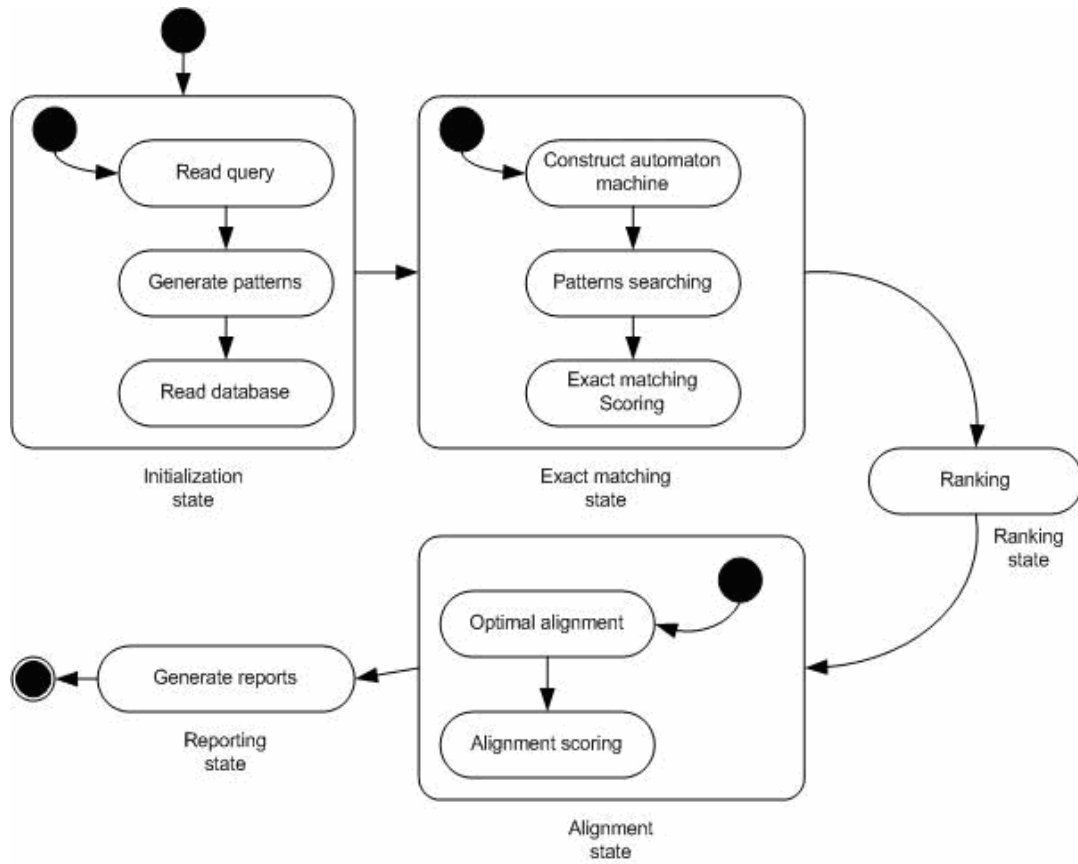 Read query
Generate patterns
Read database
Initialization
state
Construct automaton
machine
Patterns searching
Exact matching
Scoring
Exact matching
state
Ranking
Ranking
state
Optimal alignment
Alignment scoring
Alignment
state
Generate reports
Reporting
state